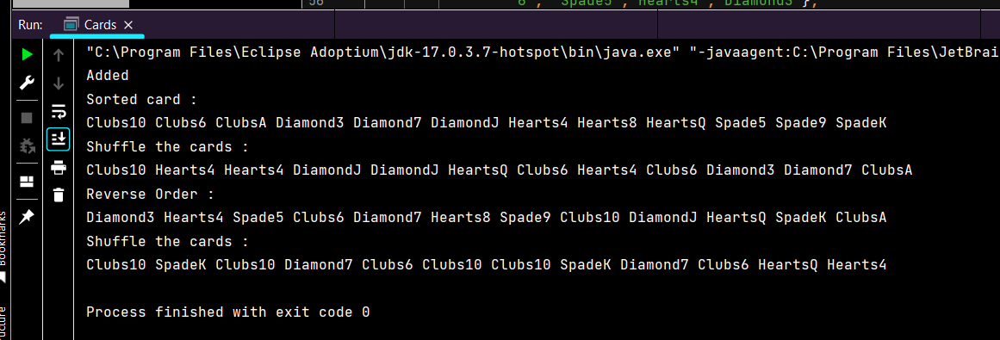 56 6", "Spade5","Hearts4","Diamond3"};
Run: Cards
"C:\Program Files\Eclipse Adoptium\jdk-17.0.3.7-hotspot\bin\java.exe" "-javaagent:C:\Program Files\JetBrai
Added
Sorted card :
Clubs10 Clubs6 ClubsA Diamond3 Diamond7 DiamondJ Hearts4 Hearts8 HeartsQ Spade5 Spade9 SpadeK
Shuffle the cards :
Clubs10 Hearts4 Hearts4 DiamondJ DiamondJ HeartsQ Clubs6 Hearts4 Clubs6 Diamond3 Diamond7 ClubsA
Reverse Order :
Diamond3 Hearts4 Spade5 Clubs6 Diamond7 Hearts8 Spade9 Clubs10 DiamondJ HeartsQ SpadeK ClubsA
Shuffle the cards :
Clubs10 SpadeK Clubs10 Diamond7 Clubs6 Clubs10 Clubs10 SpadeK Diamond7 Clubs6 HeartsQ Hearts4
Process finished with exit code 0
Bookmarks
ucture